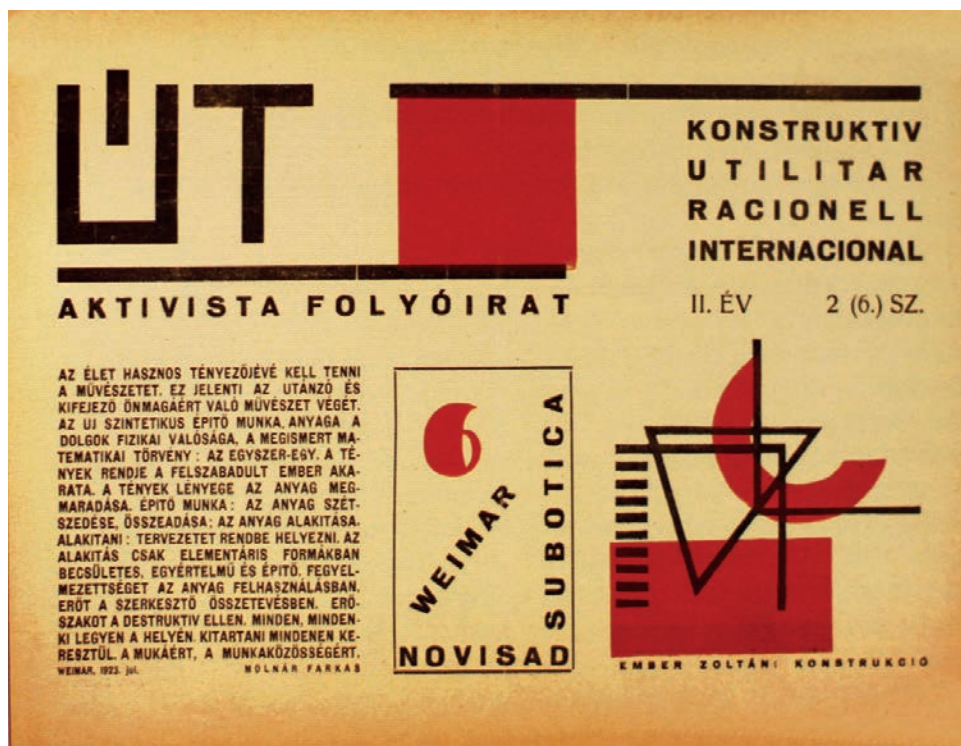 ÚT
KONSTRUKTIV
UTILITAR
RACIONELL
INTERNACIONAL
AKTIVISTA FOLYÓIRAT
II. ÉV 2 (6.) SZ.
AZ ÉLET HASZNOS TÉNYEZŐJÉVÉ KELL TENNI
A MŰVÉSZETET. EZ JELENTI AZ UTÁNZÓ ÉS
KIFEJEZŐ ÖNMAGÁÉRT VALÓ MŰVÉSZET VÉGÉT.
AZ UJ SZINTETIKUS ÉPITŐ MUNKA, ANYAGA A
DOLGOK FIZIKAI VALÓSÁGA, A MEGISMERT MA-
TEMATIKAI TÖRVÉNY : AZ EGYSZER-EGY. A TÉ-
NYEK RENDJE A FELSZABADULT EMBER AKA-
RATA. A TÉNYEK LÉNYEGE AZ ANYAG MEG-
MARADÁSA. ÉPITŐ MUNKA : AZ ANYAG SZÉT-
SZEDÉSE, ÖSSZEADÁSA ; AZ ANYAG ALAKITÁSA.
ALAKITANI : TERVEZETET RENDBE HELYEZNI. AZ
ALAKITÁS CSAK ELEMENTÁRIS FORMÁKBAN
BECSÜLETES, EGYÉRTELMŰ ÉS ÉPITŐ. FEGYEL-
MEZETTSÉGET AZ ANYAG FELHASZNÁLÁSBAN.
ERŐT A SZERKESZTŐ ÖSSZETEVÉSBEN. ERŐ-
SZAKOT A DESTRUKTIV ELLEN. MINDEN, MINDEN-
KI LEGYEN A HELYÉN. KITARTANI MINDENEN KE-
RESZTÜL. A MUKÁÉRT, A MUNKAKÖZÖSSÉGÉRT.
WEIMAR, 1923. jul. MOLNÁR FARKAS
6
WEIMAR
SUBOTICA
NOVISAD
EMBER ZOLTÁN: KONSTRUKCIÓ